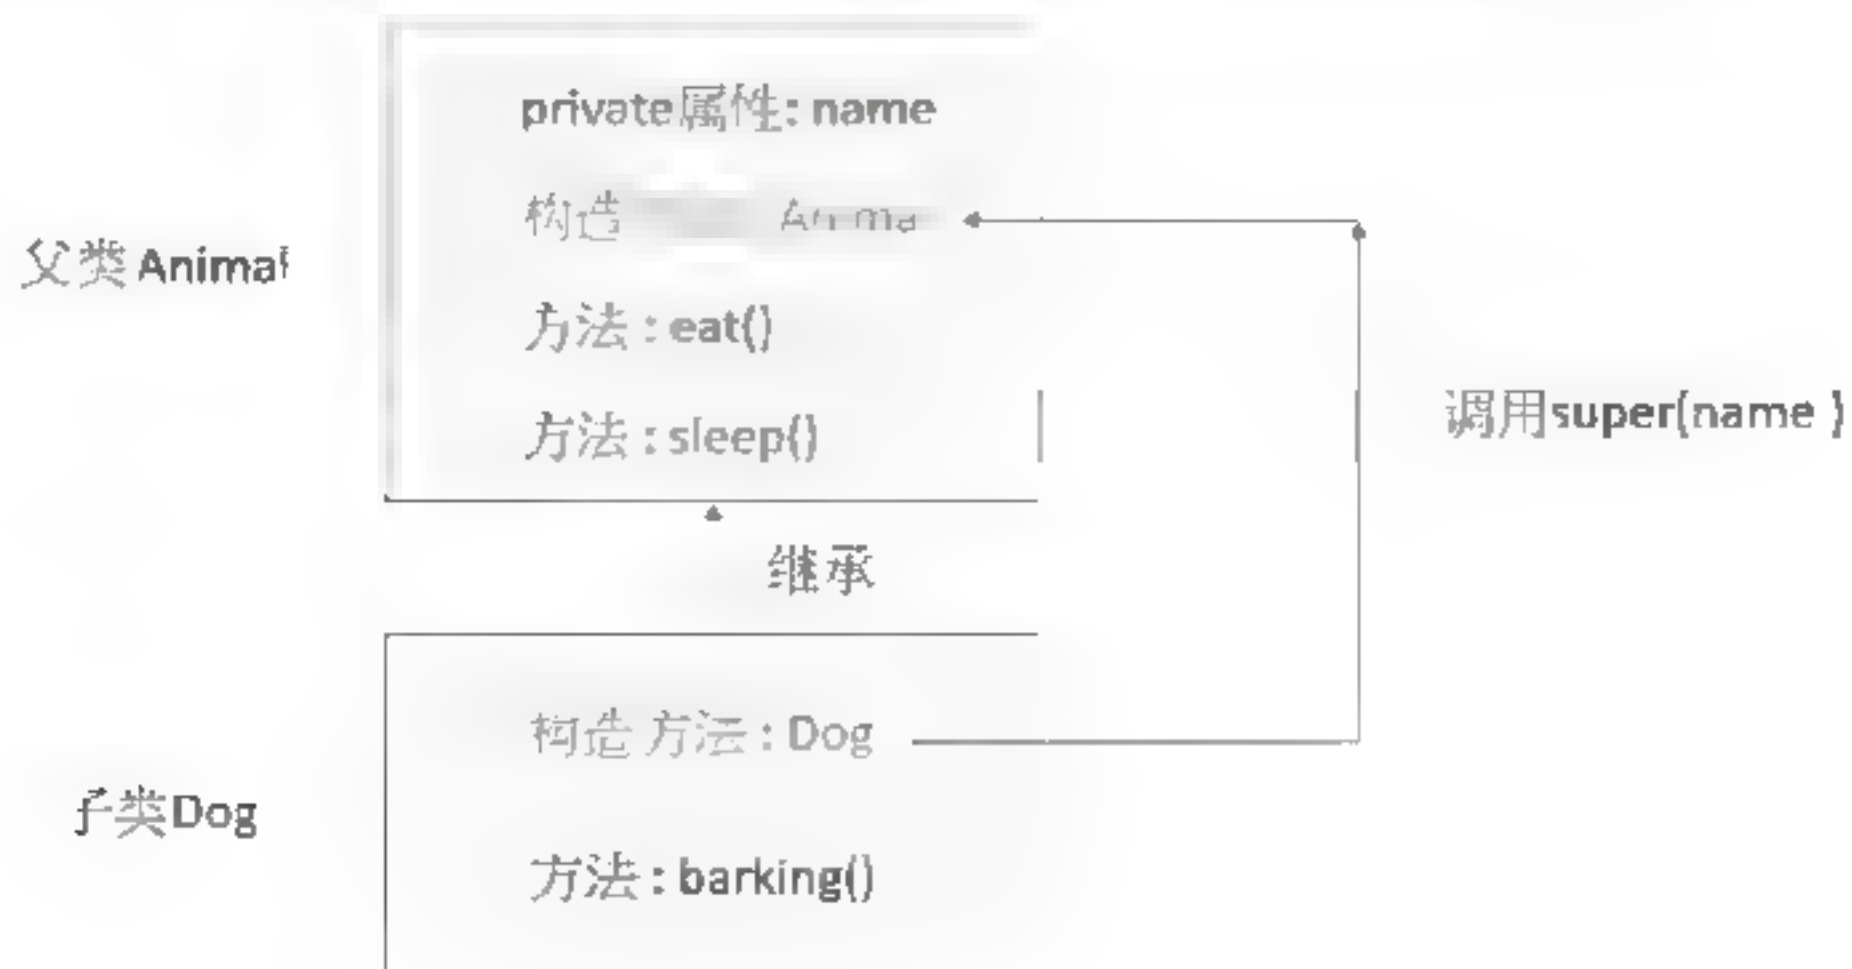 private属性: name
构造
父类 Animal
方法: eat()
方法: sleep()
调用super(name )
继承
构造方法: Dog
子类Dog
方法: barking()